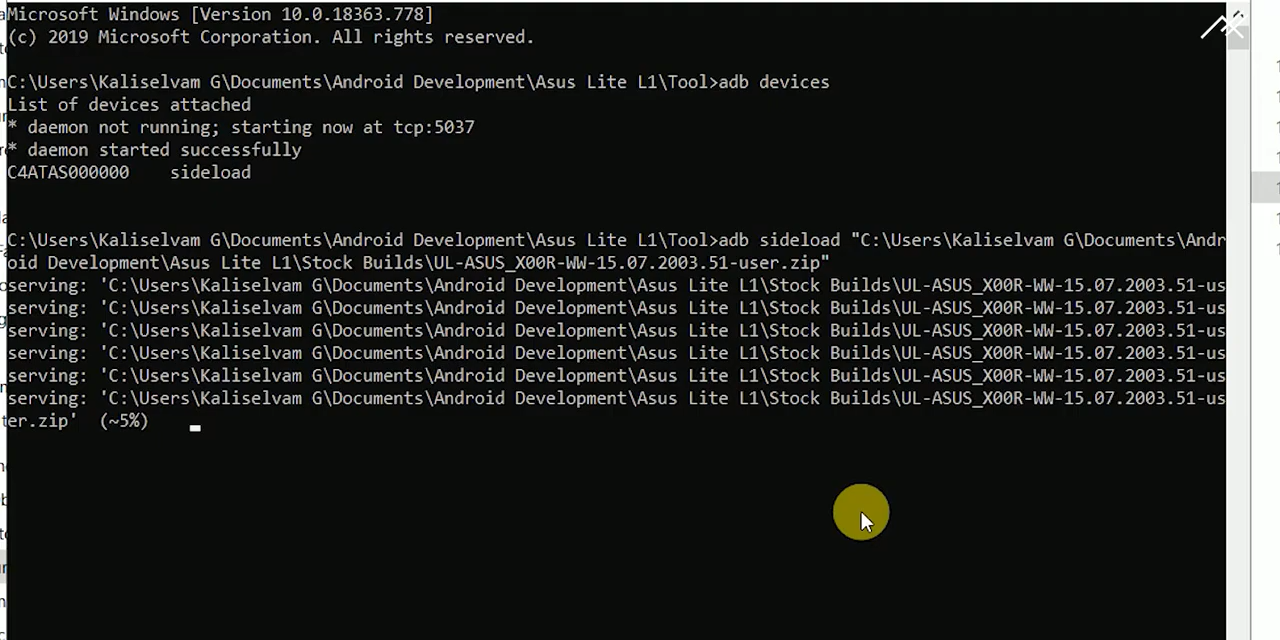 Microsoft Windows [Version 10.0.18363.778]
(c) 2019 Microsoft Corporation. All rights reserved.
C:\Users\Kaliselvam G\Documents\Android Development\Asus Lite L1\Tool>adb devices
List of devices attached
* daemon not running; starting now at tcp:5037
* daemon started successfully
C4ATAS000000    sideload
C:\Users\Kaliselvam G\Documents\Android Development\Asus Lite L1\Tool>adb sideload "C:\Users\Kaliselvam G\Documents\Andr
oid Development\Asus Lite L1\Stock Builds\UL-ASUS_X00R-WW-15.07.2003.51-user.zip"
serving: 'C:\Users\Kaliselvam G\Documents\Android Development\Asus Lite L1\Stock Builds\UL-ASUS_X00R-WW-15.07.2003.51-us
serving: 'C:\Users\Kaliselvam G\Documents\Android Development\Asus Lite L1\Stock Builds\UL-ASUS_X00R-WW-15.07.2003.51-us
serving: 'C:\Users\Kaliselvam G\Documents\Android Development\Asus Lite L1\Stock Builds\UL-ASUS_X00R-WW-15.07.2003.51-us
serving: 'C:\Users\Kaliselvam G\Documents\Android Development\Asus Lite L1\Stock Builds\UL-ASUS_X00R-WW-15.07.2003.51-us
serving: 'C:\Users\Kaliselvam G\Documents\Android Development\Asus Lite L1\Stock Builds\UL-ASUS_X00R-WW-15.07.2003.51-us
serving: 'C:\Users\Kaliselvam G\Documents\Android Development\Asus Lite L1\Stock Builds\UL-ASUS_X00R-WW-15.07.2003.51-us
er.zip'  (~5%)